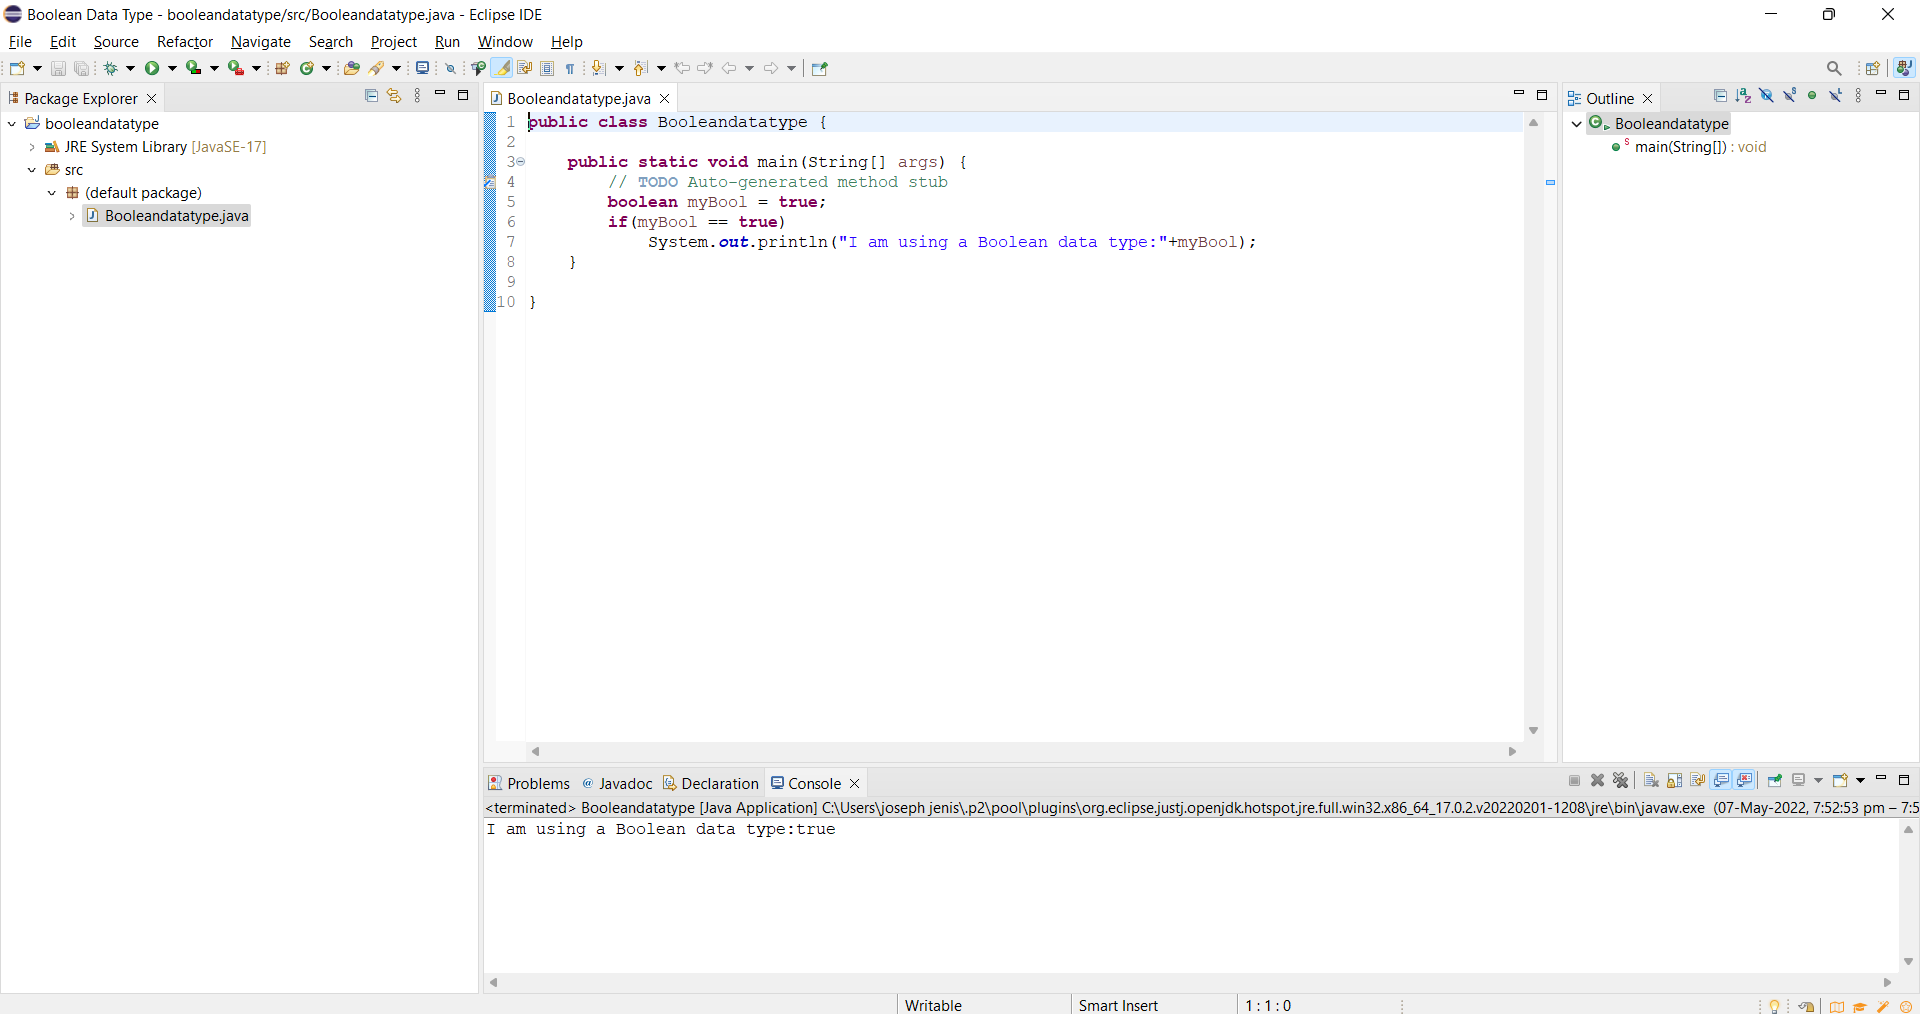 Boolean Data Type - booleandatatype/src/Booleandatatype.java - Eclipse IDE
File Edit Source Refactor Navigate Search Project Run Window Help
Package Explorer
booleandatatype
JRE System Library [JavaSE-17]
src
(default package)
Booleandatatype.java
Booleandatatype.java
1 public class Booleandatatype {
2
3 public static void main(String[] args) {
4 // TODO Auto-generated method stub
5 boolean myBool = true;
6 if(myBool == true)
7 System.out.println("I am using a Boolean data type:"+myBool);
8 }
9
10 }
Outline
Booleandatatype
main(String[]) : void
Problems @ Javadoc Declaration Console
<terminated> Booleandatatype [Java Application] C:\Users\joseph jenis\.p2\pool\plugins\org.eclipse.justj.openjdk.hotspot.jre.full.win32.x86_64_17.0.2.v20220201-1208\jre\bin\javaw.exe (07-May-2022, 7:52:53 pm – 7:5
I am using a Boolean data type:true
Writable Smart Insert 1 : 1 : 0